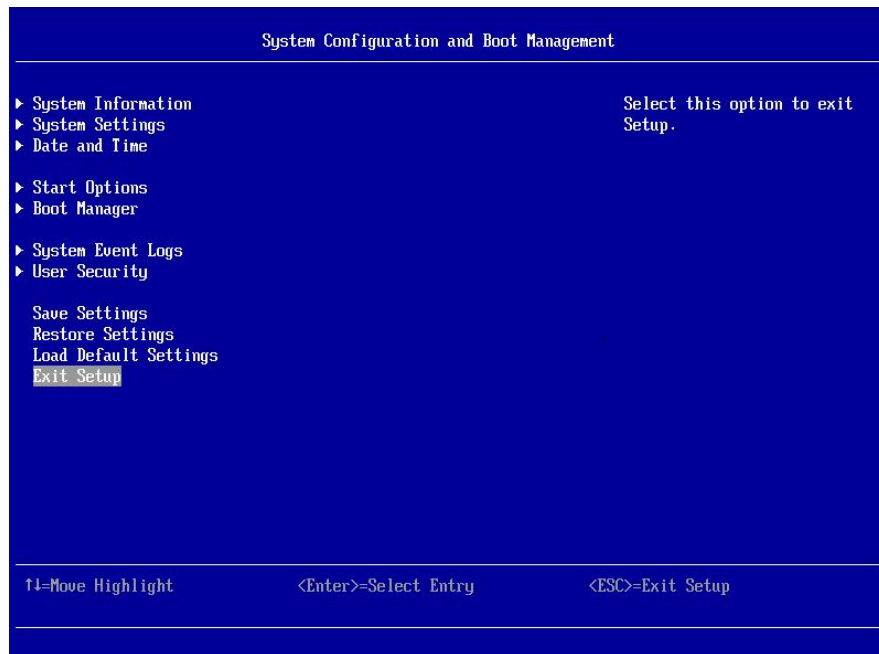 System Configuration and Boot Management
▶ System Information
▶ System Settings
▶ Date and Time
▶ Start Options
▶ Boot Manager
▶ System Event Logs
▶ User Security
Save Settings
Restore Settings
Load Default Settings
Exit Setup
Select this option to exit
Setup.
↑↓=Move Highlight <Enter>=Select Entry <ESC>=Exit Setup